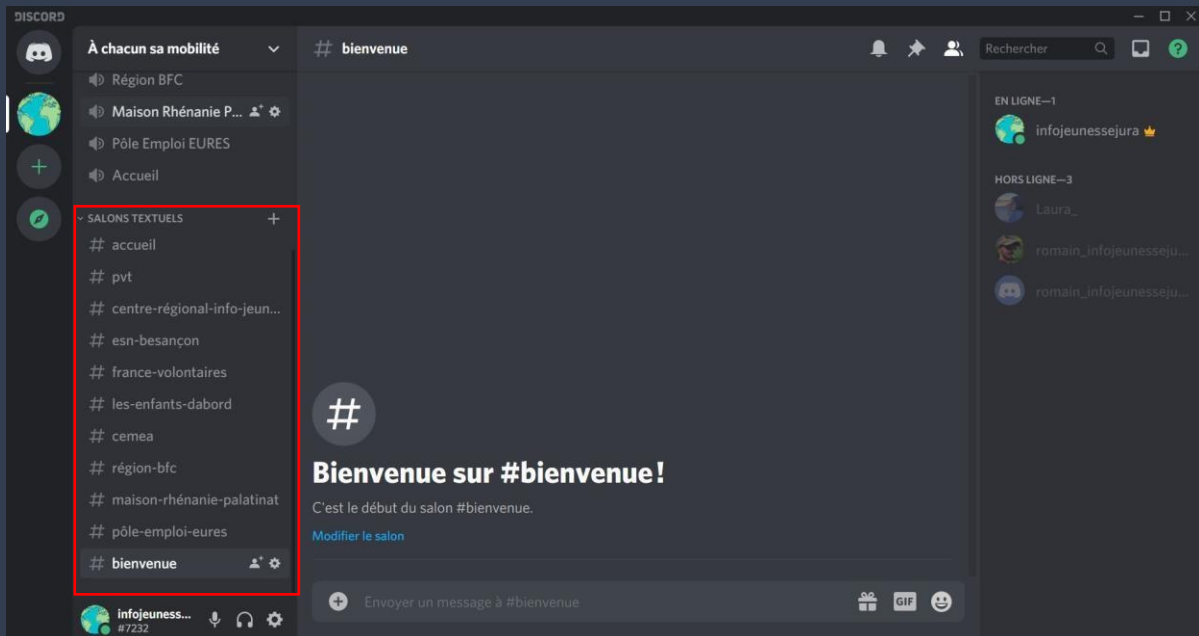 DISCORD
À chacun sa mobilité
# bienvenue
Rechercher
Région BFC
Maison Rhénanie P...
Pôle Emploi EURES
Accueil
SALONS TEXTUELS
# accueil
# pvt
# centre-régional-info-jeun...
# esn-besançon
# france-volontaires
# les-enfants-dabord
# cemea
# région-bfc
# maison-rhénanie-palatinat
# pôle-emploi-eures
# bienvenue
infojeuness...
#7232
#
Bienvenue sur #bienvenue !
C'est le début du salon #bienvenue.
Modifier le salon
Envoyer un message à #bienvenue
GIF
EN LIGNE—1
infojeunessejura
HORS LIGNE—3
Laura_
romain_infojeunesseju...
romain_infojeunesseju...